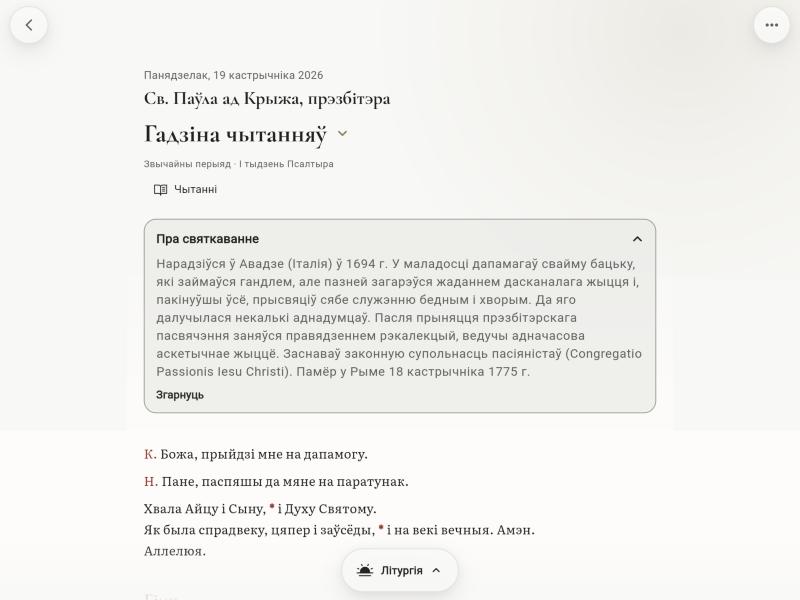 Панядзелак, 19 кастрычніка 2026
Св. Паўла ад Крыжа, прэзбітэра
Гадзіна чытанняў
Звычайны перыяд · I тыдзень Псалтыра
Чытанні
Пра святкаванне
Нарадзіўся ў Авадзе (Італія) ў 1694 г. У маладосці дапамагаў свайму бацьку,
які займаўся гандлем, але пазней загарэўся жаданнем дасканалага жыцця і,
пакінуўшы ўсё, прысвяціў сябе служэнню бедным і хворым. Да яго
далучылася некалькі аднадумцаў. Пасля прыняцця прэзбітэрскага
пасвячэння заняўся правядзеннем рэкалекцый, ведучы адначасова
аскетычнае жыццё. Заснаваў законную супольнасць пасіяністаў (Congregatio
Passionis Iesu Christi). Памёр у Рыме 18 кастрычніка 1775 г.
Згарнуць
К. Божа, прыйдзі мне на дапамогу.
Н. Пане, паспяшы да мяне на паратунак.
Хвала Айцу і Сыну, * і Духу Святому.
Як была спрадвеку, цяпер і заўсёды, * і на векі вечныя. Амэн.
Аллелюя.
Літургія
Гімн